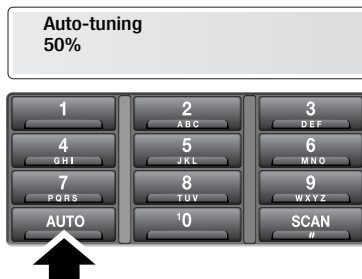 Auto-tuning
50%
1 2 3
ABC DEF
4 5 6
GHI JKL MNO
7 8 9
PQRS TUV WXYZ
AUTO ¹0 SCAN
#